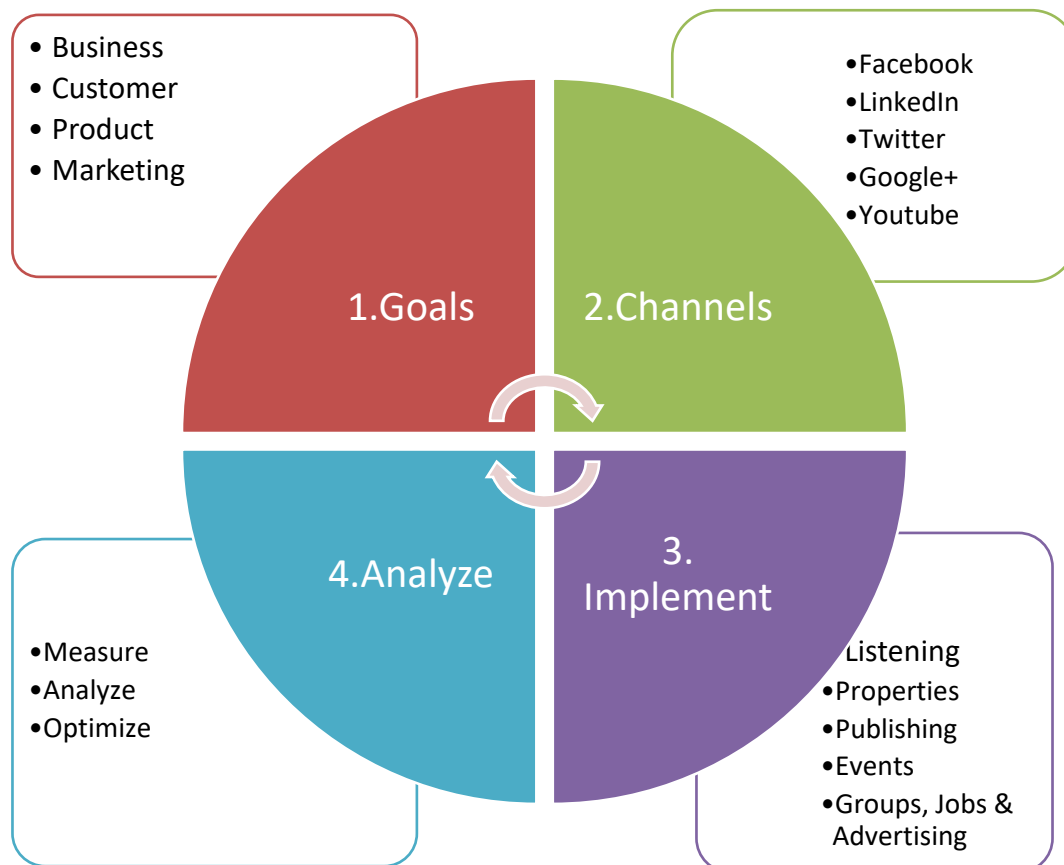 • Business
• Customer
• Product
• Marketing
•Facebook
•LinkedIn
•Twitter
•Google+
•Youtube
1.Goals
2.Channels
4.Analyze
3.
Implement
•Measure
•Analyze
•Optimize
Listening
•Properties
•Publishing
•Events
•Groups, Jobs &
Advertising